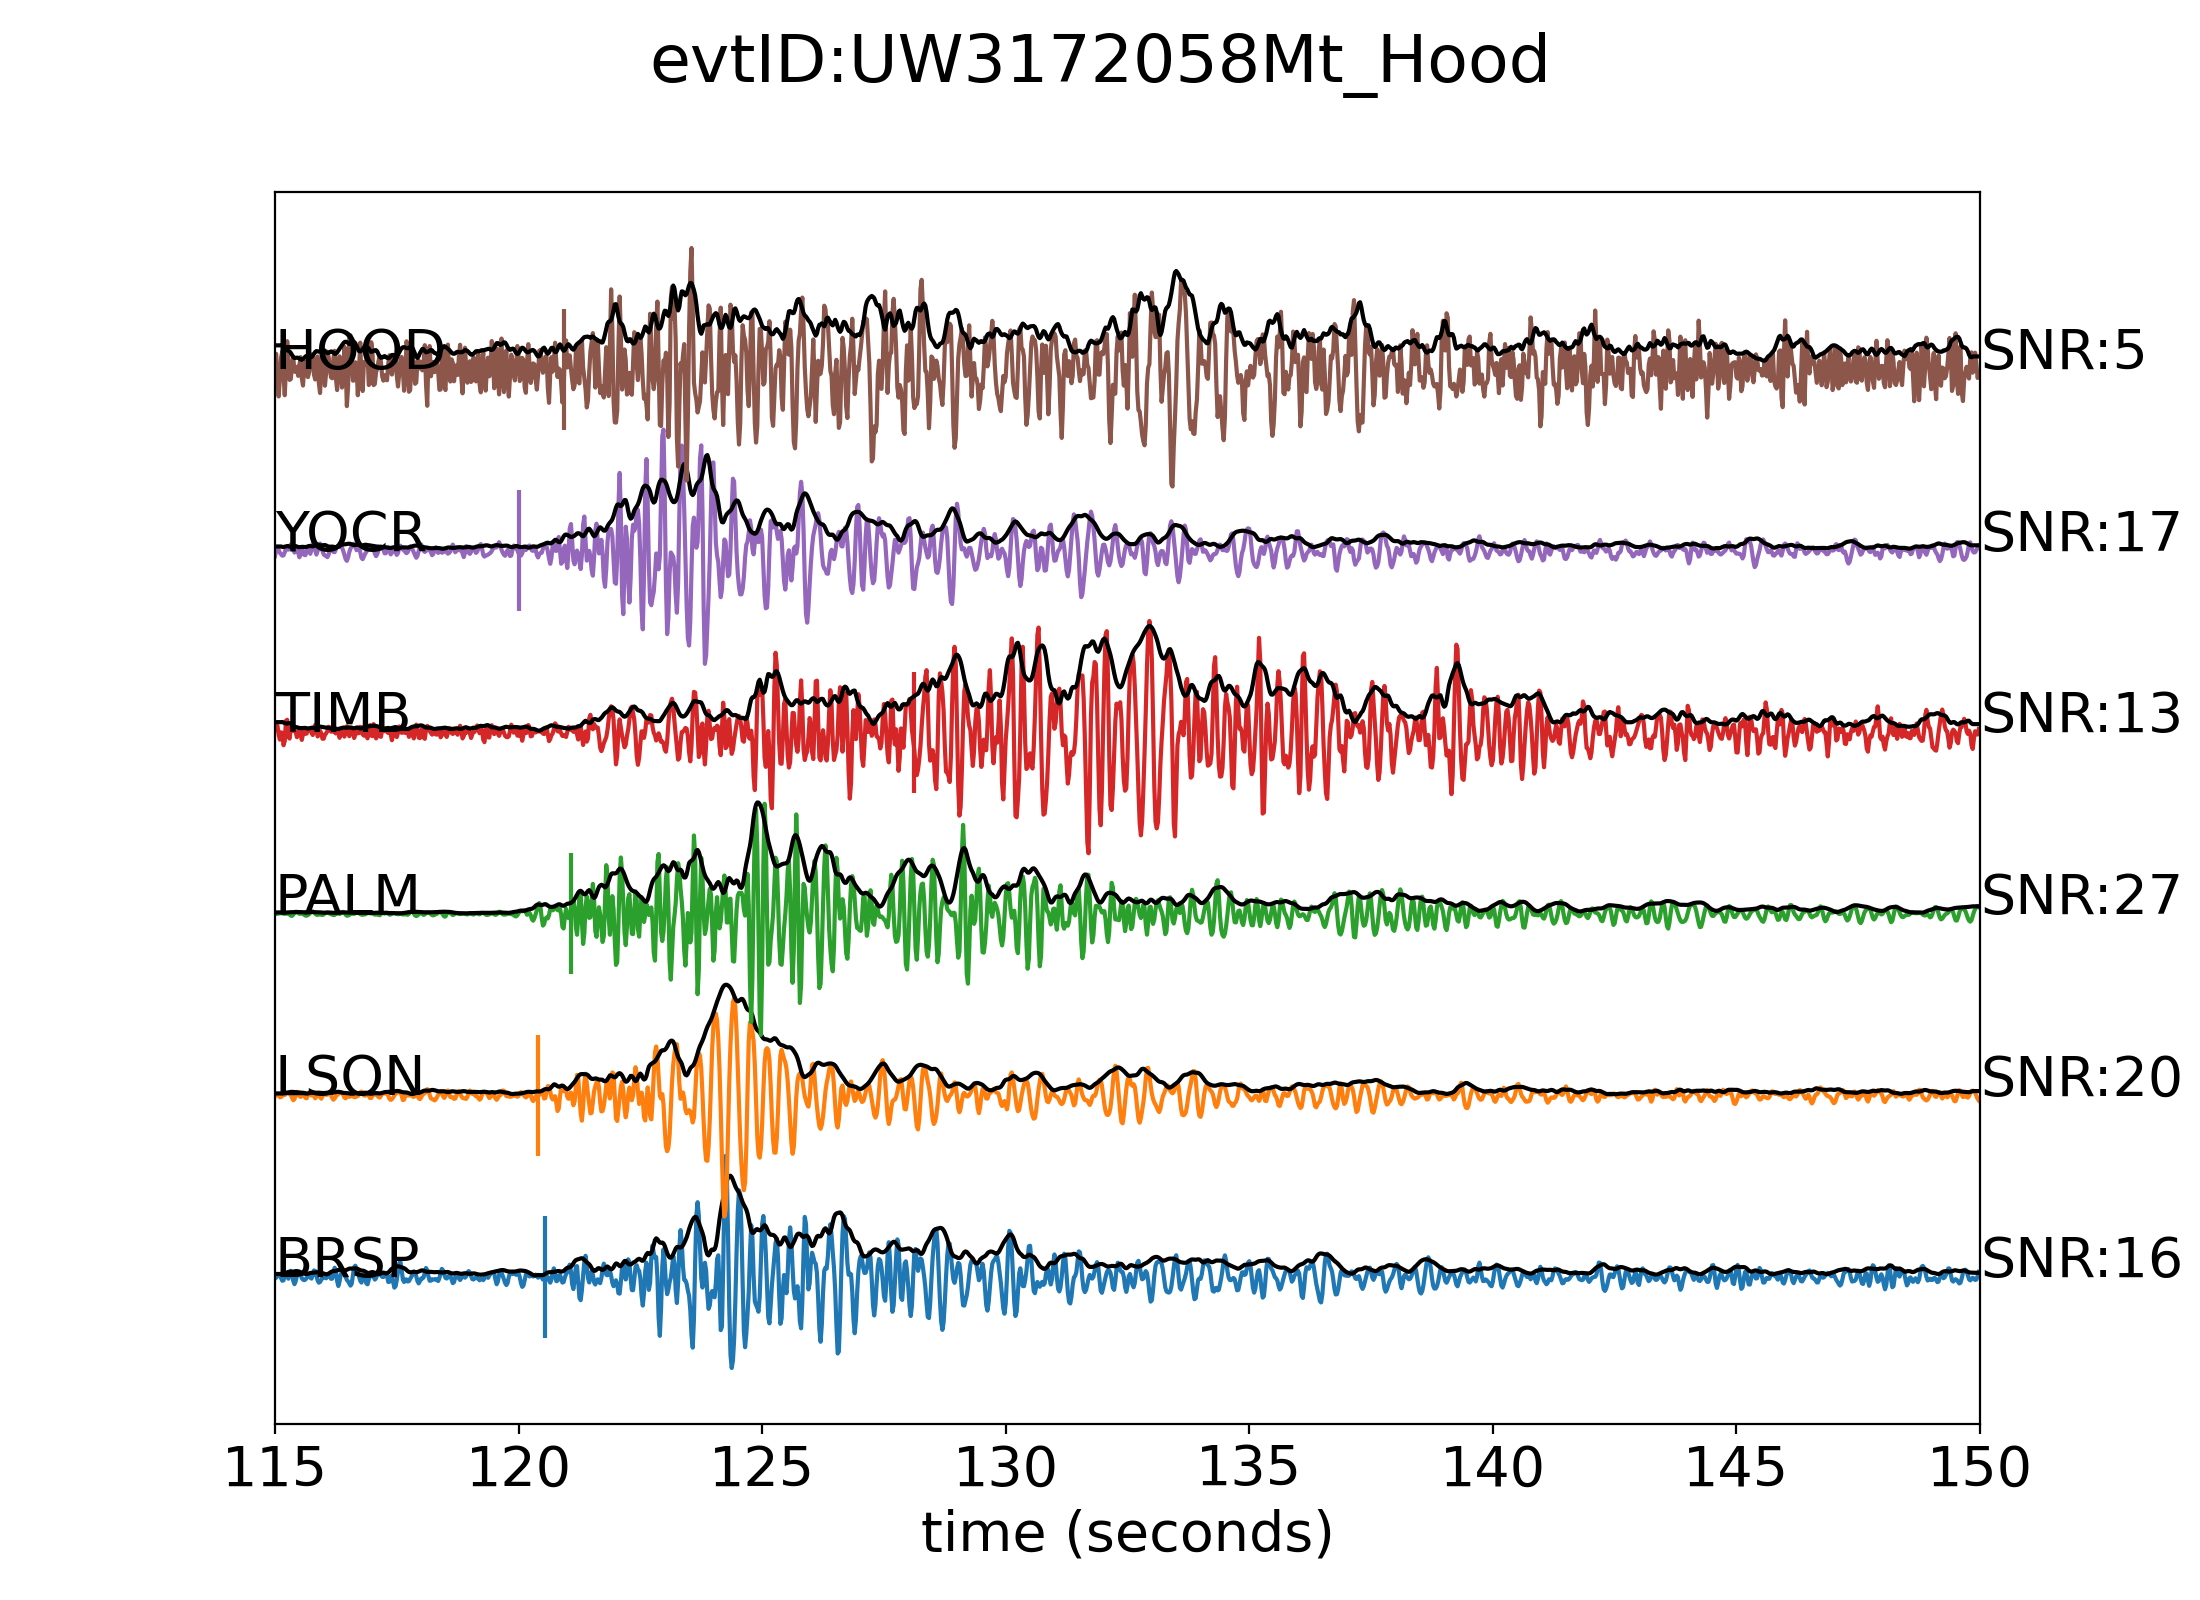 evtID:UW3172058Mt_Hood
HOOD SNR:5
YOCR SNR:17
TIMB SNR:13
PALM SNR:27
LSON SNR:20
BRSP SNR:16
115 120 125 130 135 140 145 150
time (seconds)